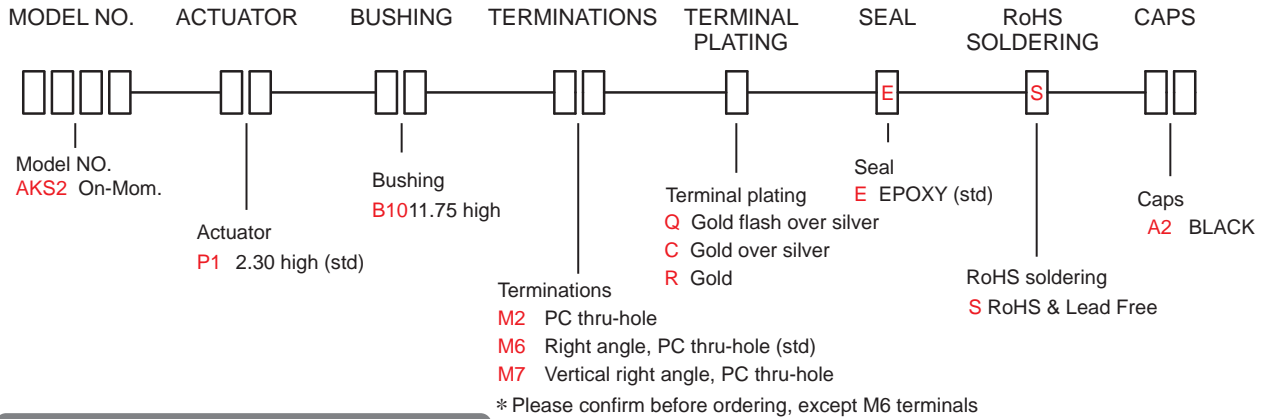 MODEL NO. ACTUATOR BUSHING TERMINATIONS TERMINAL PLATING SEAL RoHS SOLDERING CAPS
E S
Model NO.
AKS2 On-Mom.
Actuator
P1 2.30 high (std)
Bushing
B1011.75 high
Terminations
M2 PC thru-hole
M6 Right angle, PC thru-hole (std)
M7 Vertical right angle, PC thru-hole
* Please confirm before ordering, except M6 terminals
Terminal plating
Q Gold flash over silver
C Gold over silver
R Gold
Seal
E EPOXY (std)
RoHS soldering
S RoHS & Lead Free
Caps
A2 BLACK